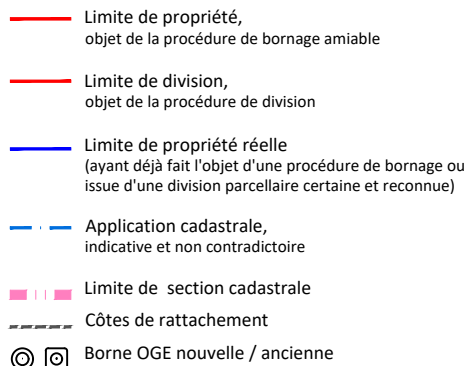 Limite de propriété,
objet de la procédure de bornage amiable
Limite de division,
objet de la procédure de division
Limite de propriété réelle
(ayant déjà fait l'objet d'une procédure de bornage ou
issue d'une division parcellaire certaine et reconnue)
Application cadastrale,
indicative et non contradictoire
Limite de section cadastrale
Côtes de rattachement
Borne OGE nouvelle / ancienne